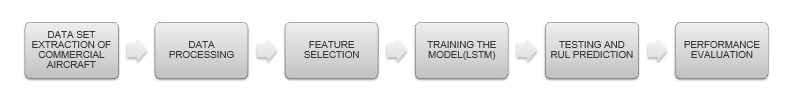 DATA SET
EXTRACTION OF
COMMERCIAL
AIRCRAFT
DATA
PROCESSING
FEATURE
SELECTION
TRAINING THE
MODEL(LSTM)
TESTING AND
RUL PREDICTION
PERFORMANCE
EVALUATION